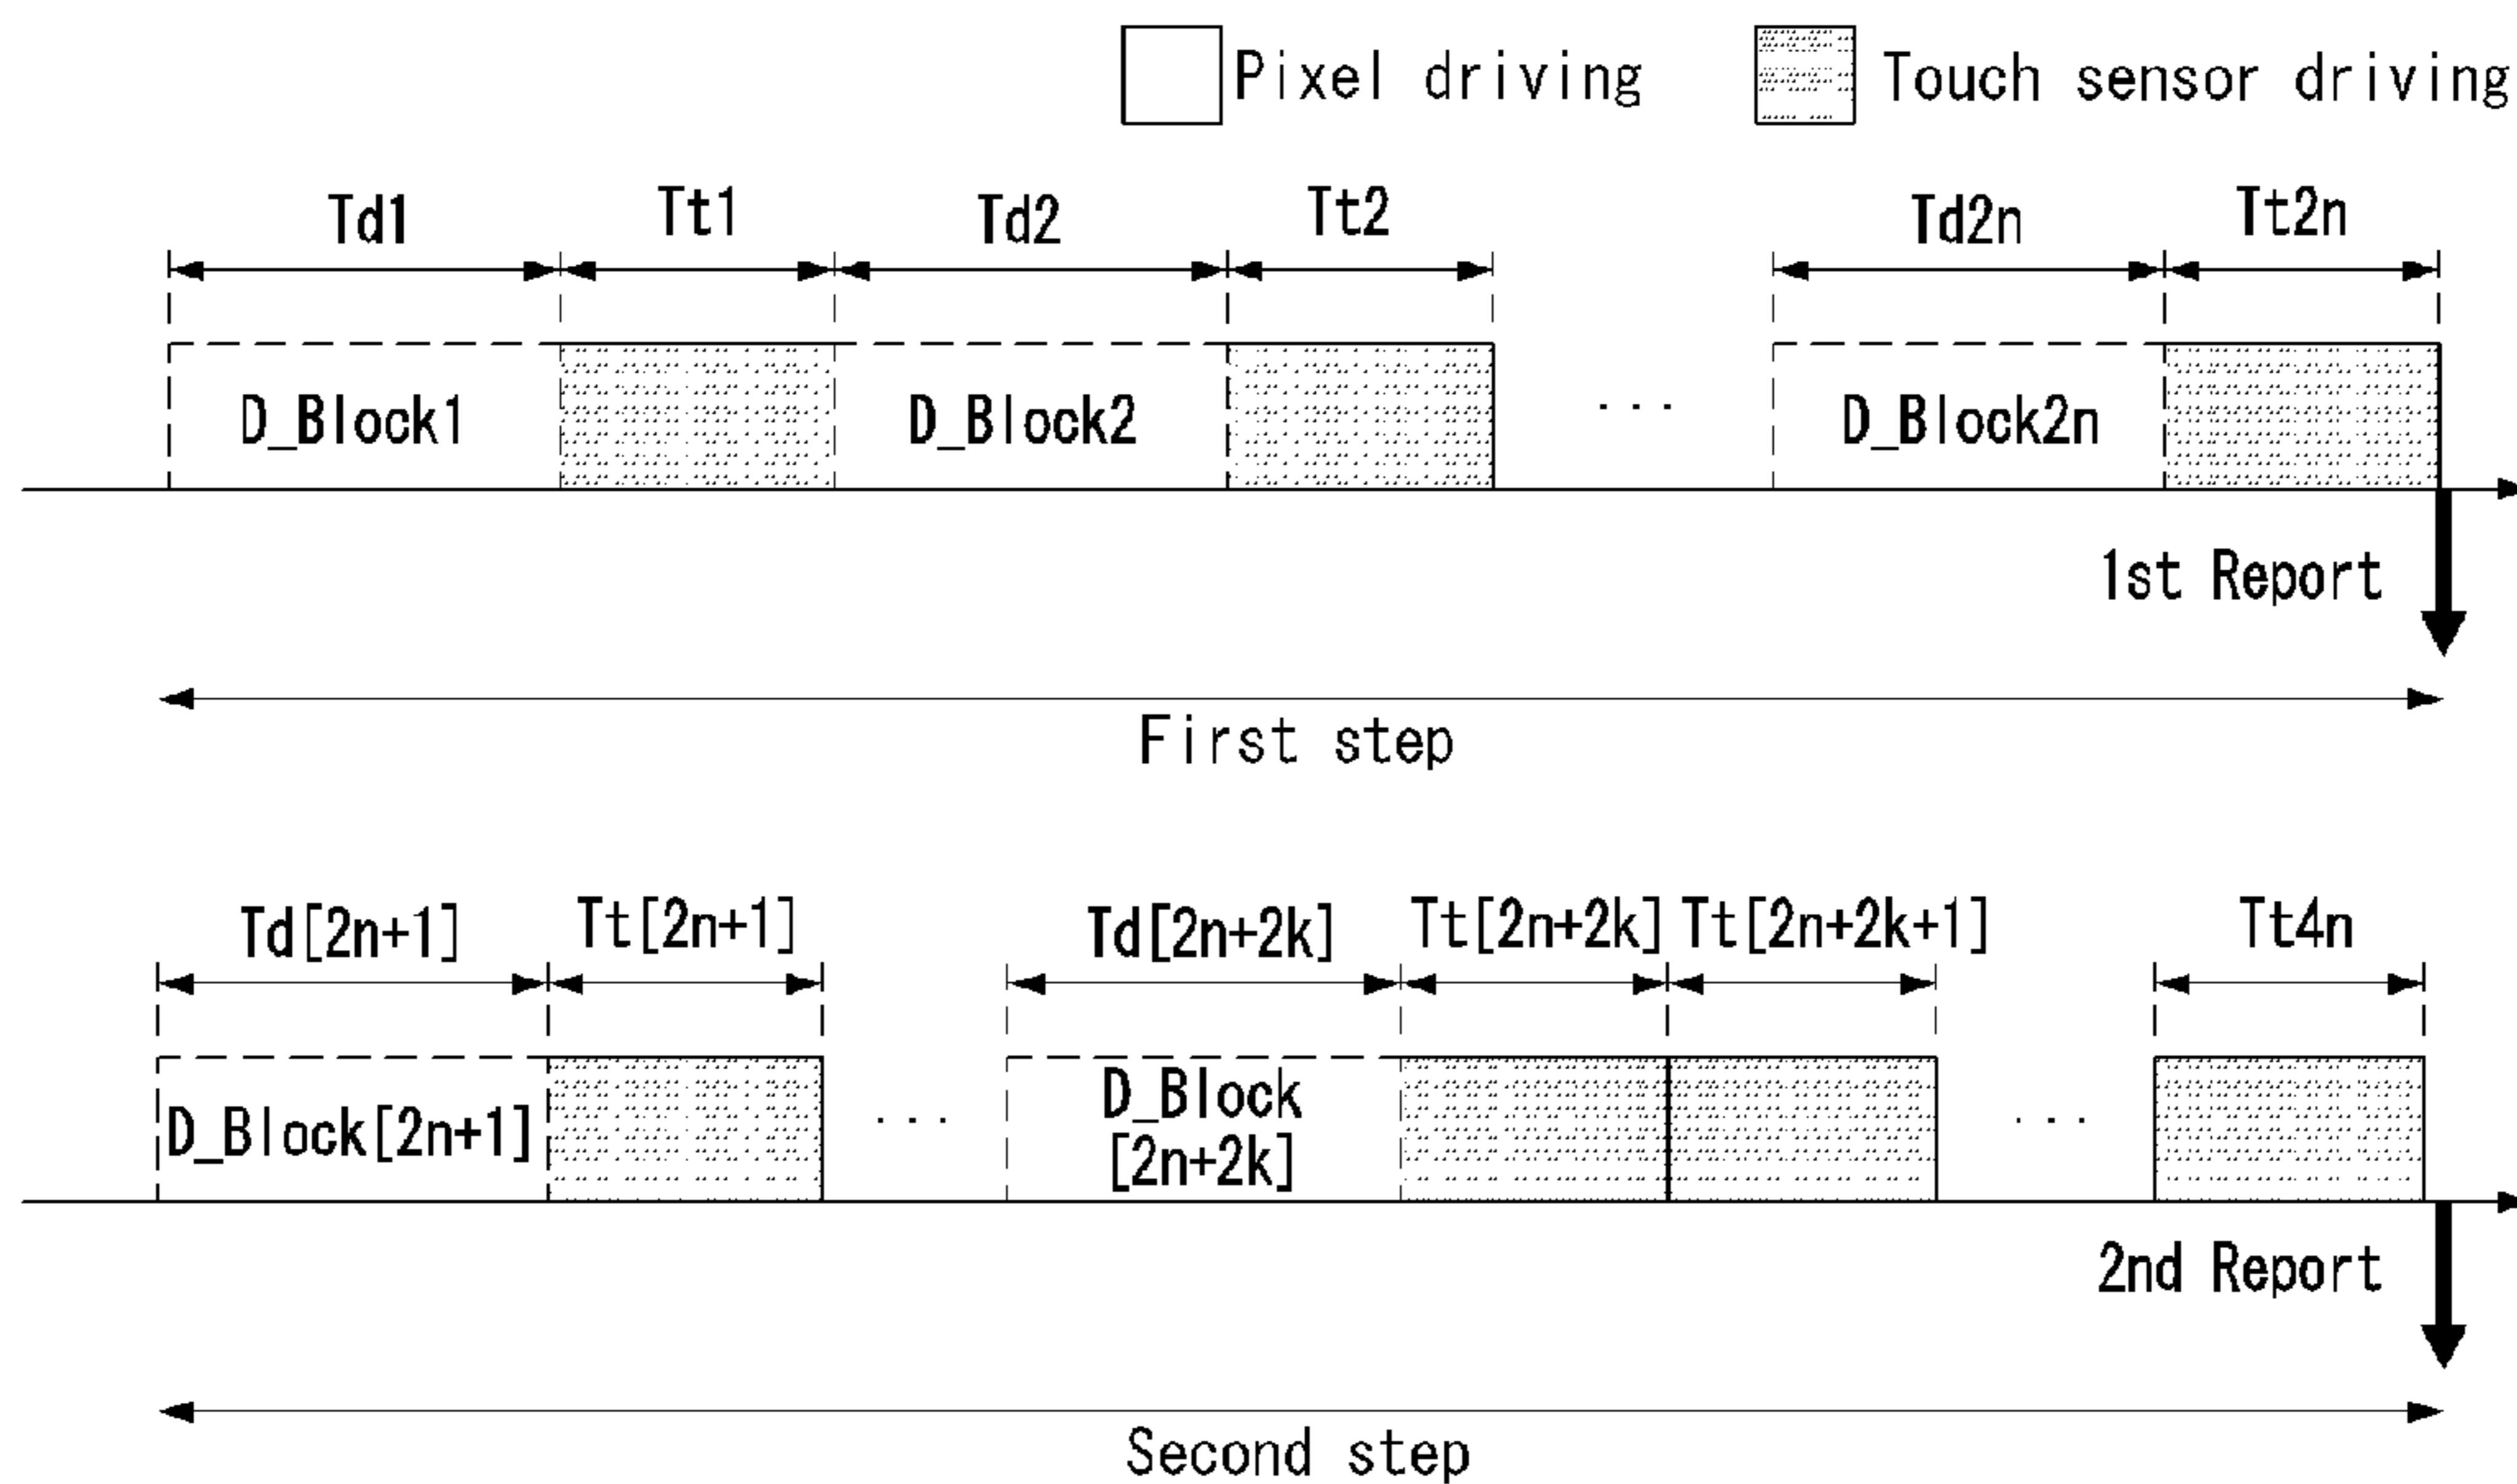 Pixel driving Touch sensor driving
Td1 Tt1 Td2 Tt2 Td2n Tt2n
D_Block1 D_Block2 ... D_Block2n
1st Report
First step
Td[2n+1] Tt[2n+1] Td[2n+2k] Tt[2n+2k] Tt[2n+2k+1] Tt4n
D_Block[2n+1] ... D_Block
[2n+2k] ...
2nd Report
Second step